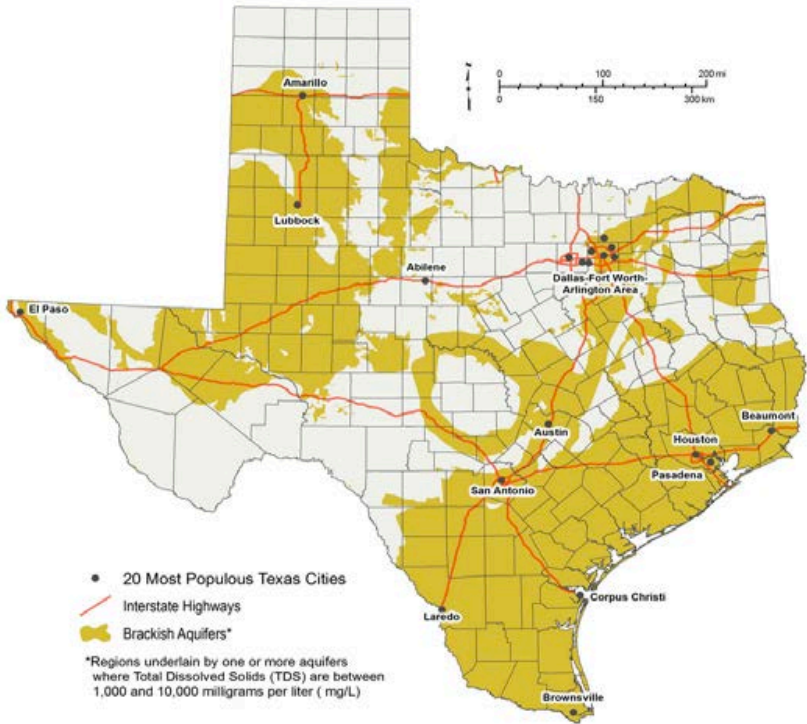 Amarillo
0 100 200 mi
0 150 300 km
Lubbock
Abilene
Dallas-Fort Worth-
Arlington Area
El Paso
Beaumont
Austin
Houston
Pasadena
San Antonio
20 Most Populous Texas Cities
Interstate Highways
Brackish Aquifers*
Corpus Christi
Laredo
*Regions underlain by one or more aquifers
where Total Dissolved Solids (TDS) are between
1,000 and 10,000 milligrams per liter ( mg/L)
Brownsville